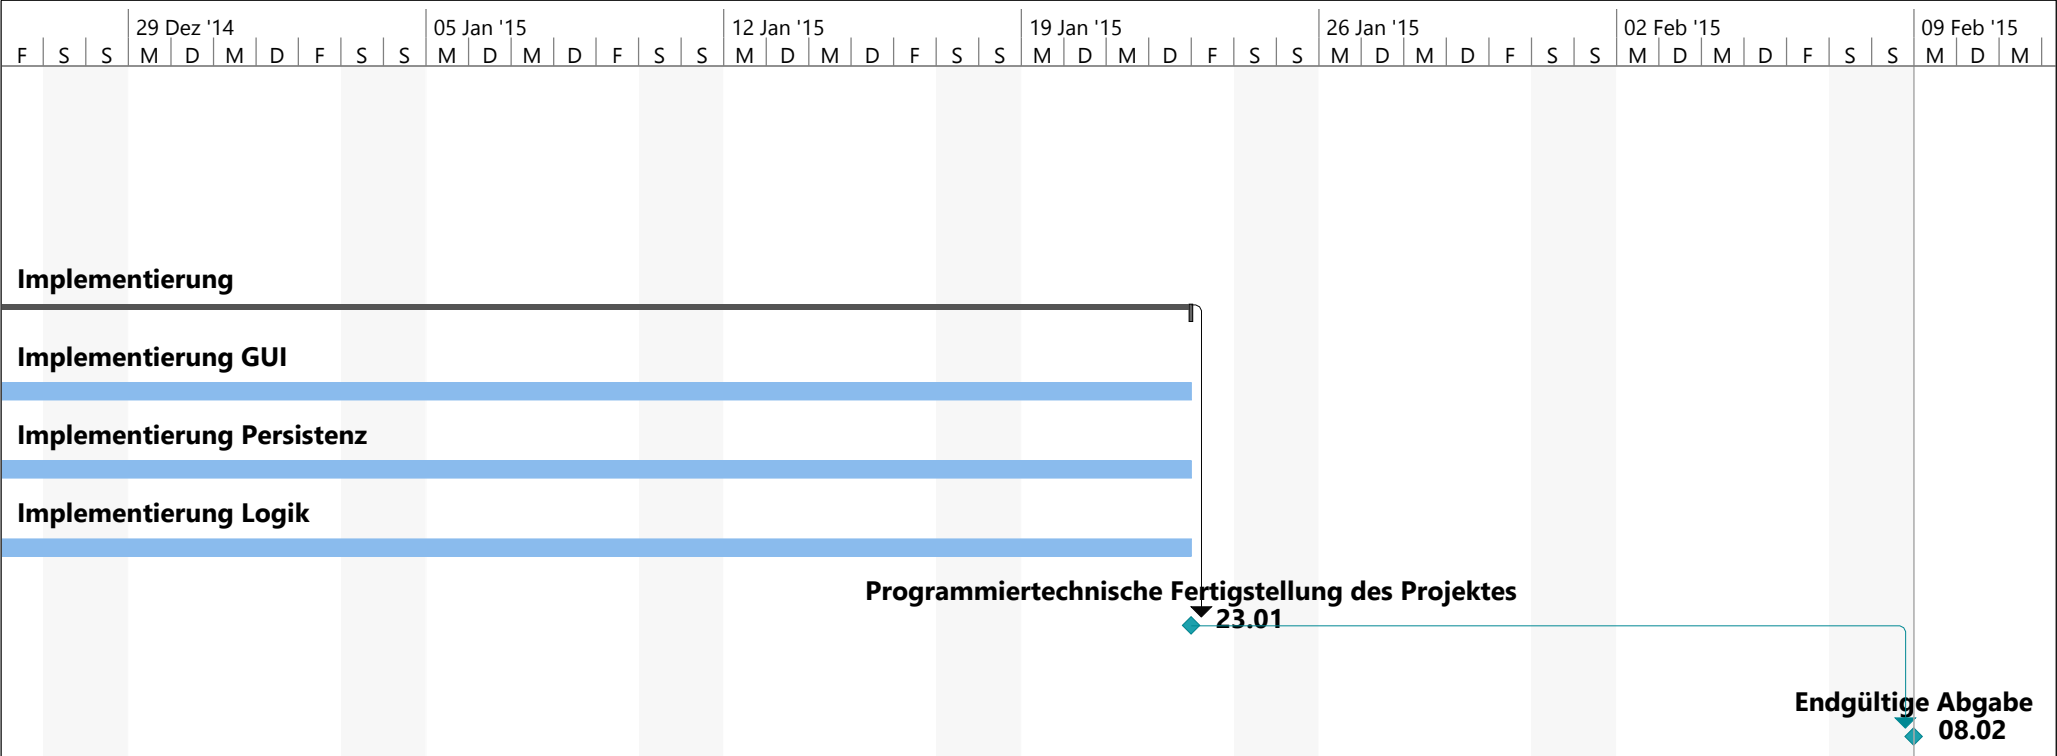 29 Dez '14 05 Jan '15 12 Jan '15 19 Jan '15 26 Jan '15 02 Feb '15 09 Feb '15
F S S M D M D F S S M D M D F S S M D M D F S S M D M D F S S M D M D F S S M D M D F S S M D M
Implementierung
Implementierung GUI
Implementierung Persistenz
Implementierung Logik
Programmiertechnische Fertigstellung des Projektes
23.01
Endgültige Abgabe
08.02